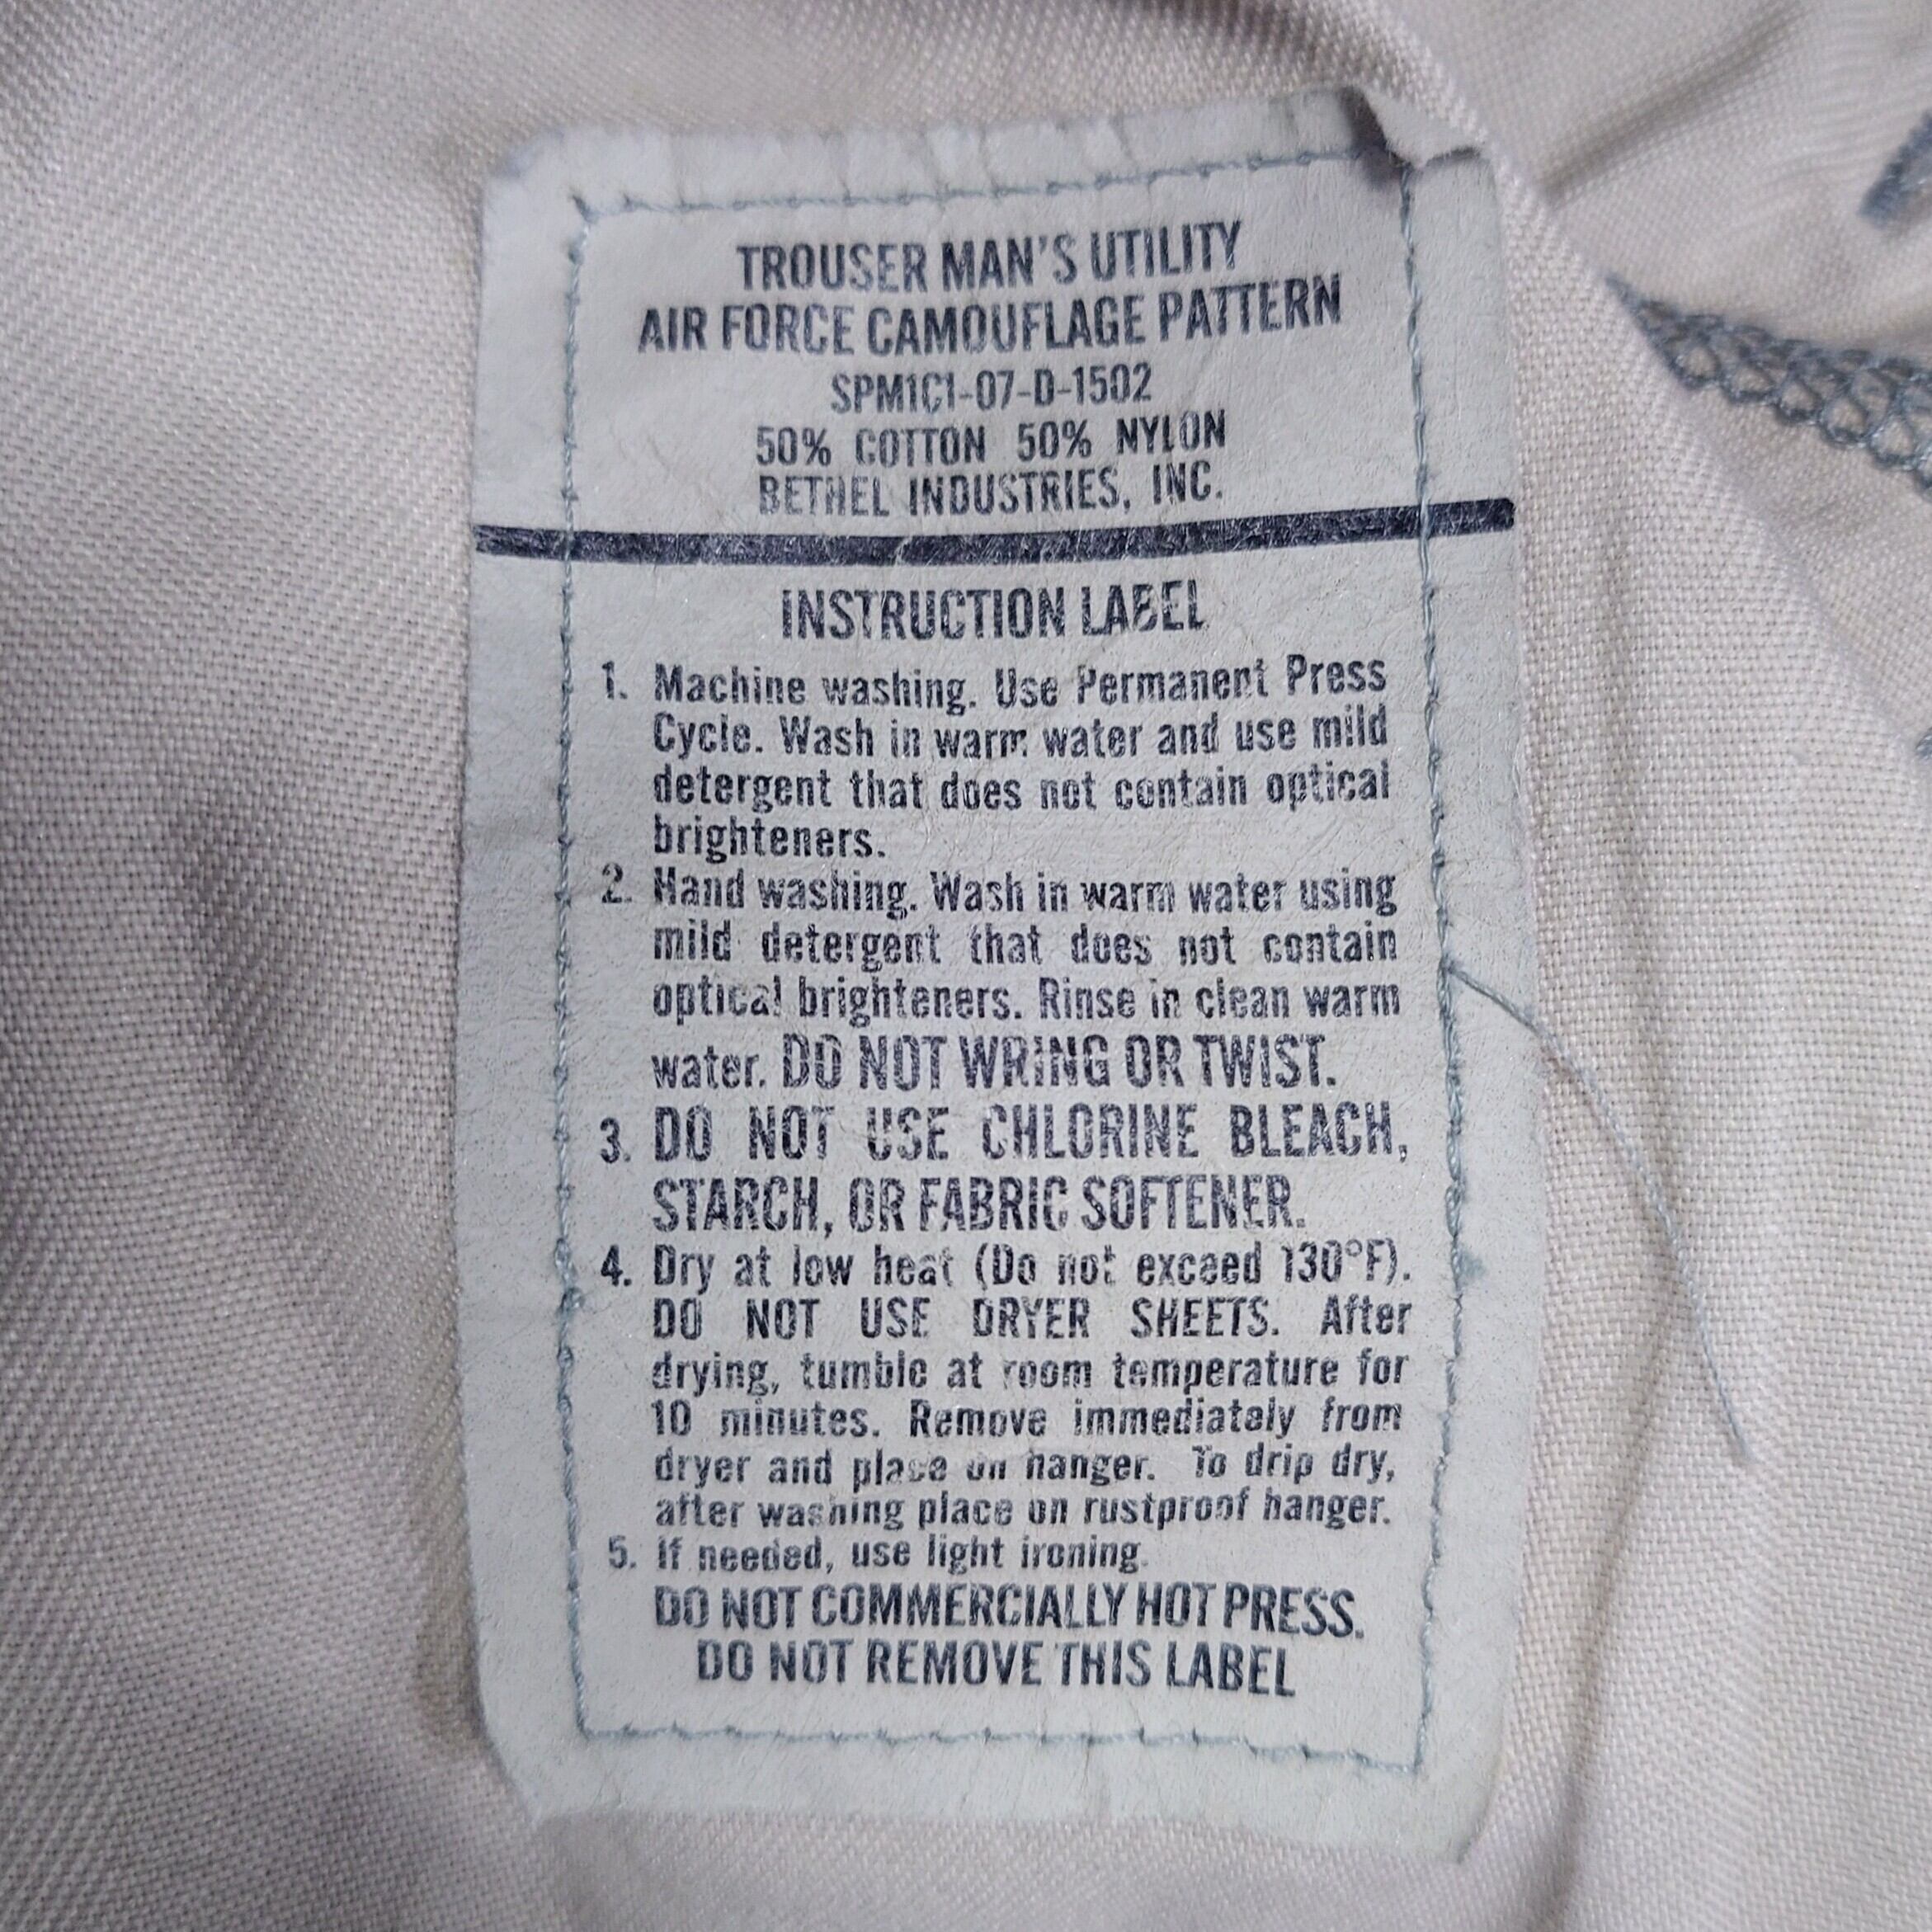 TROUSER MAN'S UTILITY
AIR FORCE CAMOUFLAGE PATTERN
SPM1C1-07-D-1502
50% COTTON 50% NYLON
BETHEL INDUSTRIES, INC.
INSTRUCTION LABEL
1. Machine washing. Use Permanent Press
Cycle. Wash in warm water and use mild
detergent that does not contain optical
brighteners.
2. Hand washing. Wash in warm water using
mild detergent that does not contain
optical brighteners. Rinse in clean warm
water. DO NOT WRING OR TWIST.
3. DO NOT USE CHLORINE BLEACH,
STARCH, OR FABRIC SOFTENER.
4. Dry at low heat (Do not exceed 130°F).
DO NOT USE DRYER SHEETS. After
drying, tumble at room temperature for
10 minutes. Remove immediately from
dryer and place on hanger. To drip dry,
after washing place on rustproof hanger.
5. If needed, use light ironing.
DO NOT COMMERCIALLY HOT PRESS.
DO NOT REMOVE THIS LABEL